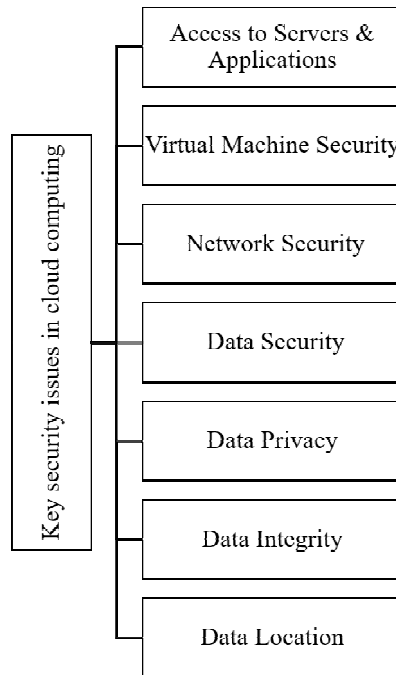 Key security issues in cloud computing
Access to Servers &
Applications
Virtual Machine Security
Network Security
Data Security
Data Privacy
Data Integrity
Data Location